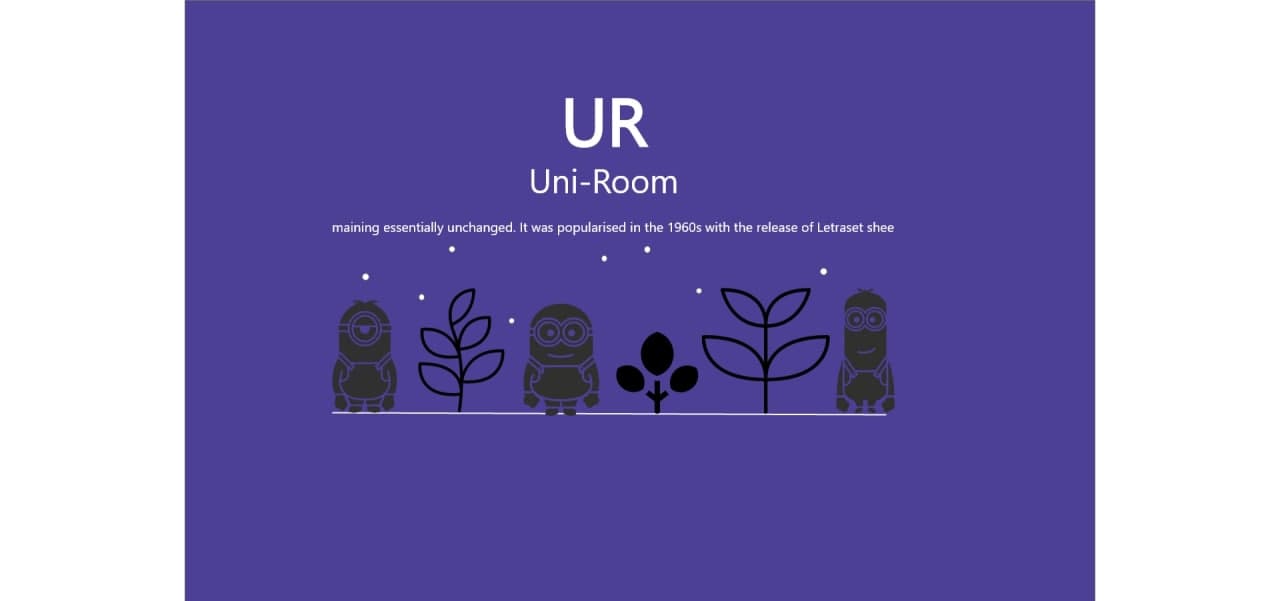 UR
Uni-Room
maining essentially unchanged. It was popularised in the 1960s with the release of Letraset shee